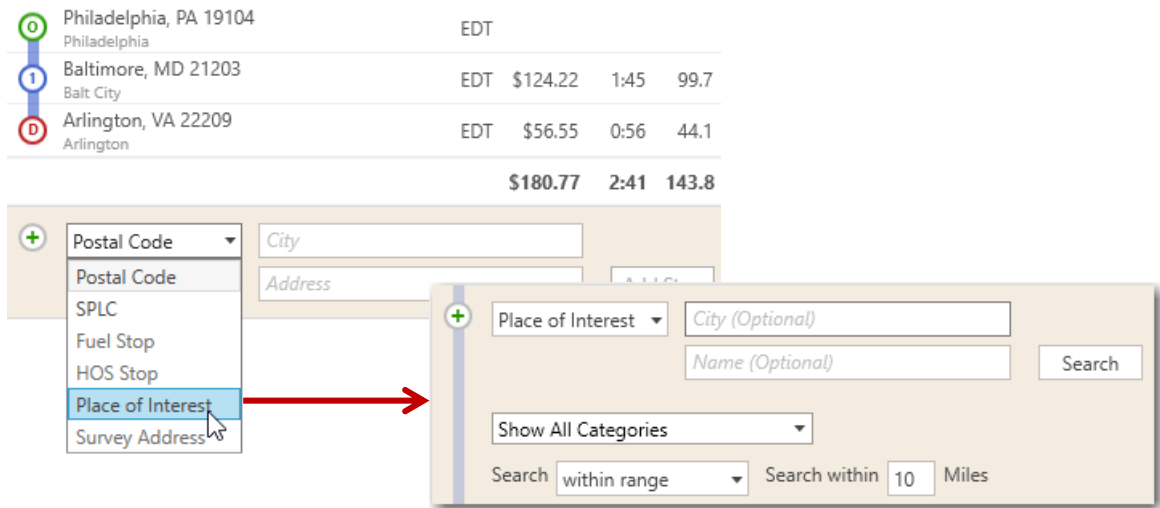 O Philadelphia, PA 19104 EDT
Philadelphia
1 Baltimore, MD 21203 EDT $124.22 1:45 99.7
Balt City
D Arlington, VA 22209 EDT $56.55 0:56 44.1
Arlington
$180.77 2:41 143.8
Postal Code City
Postal Code
Address
SPLC
Fuel Stop
HOS Stop
Place of Interest
Survey Address
Place of Interest City (Optional)
Name (Optional) Search
Show All Categories
Search within range Search within 10 Miles